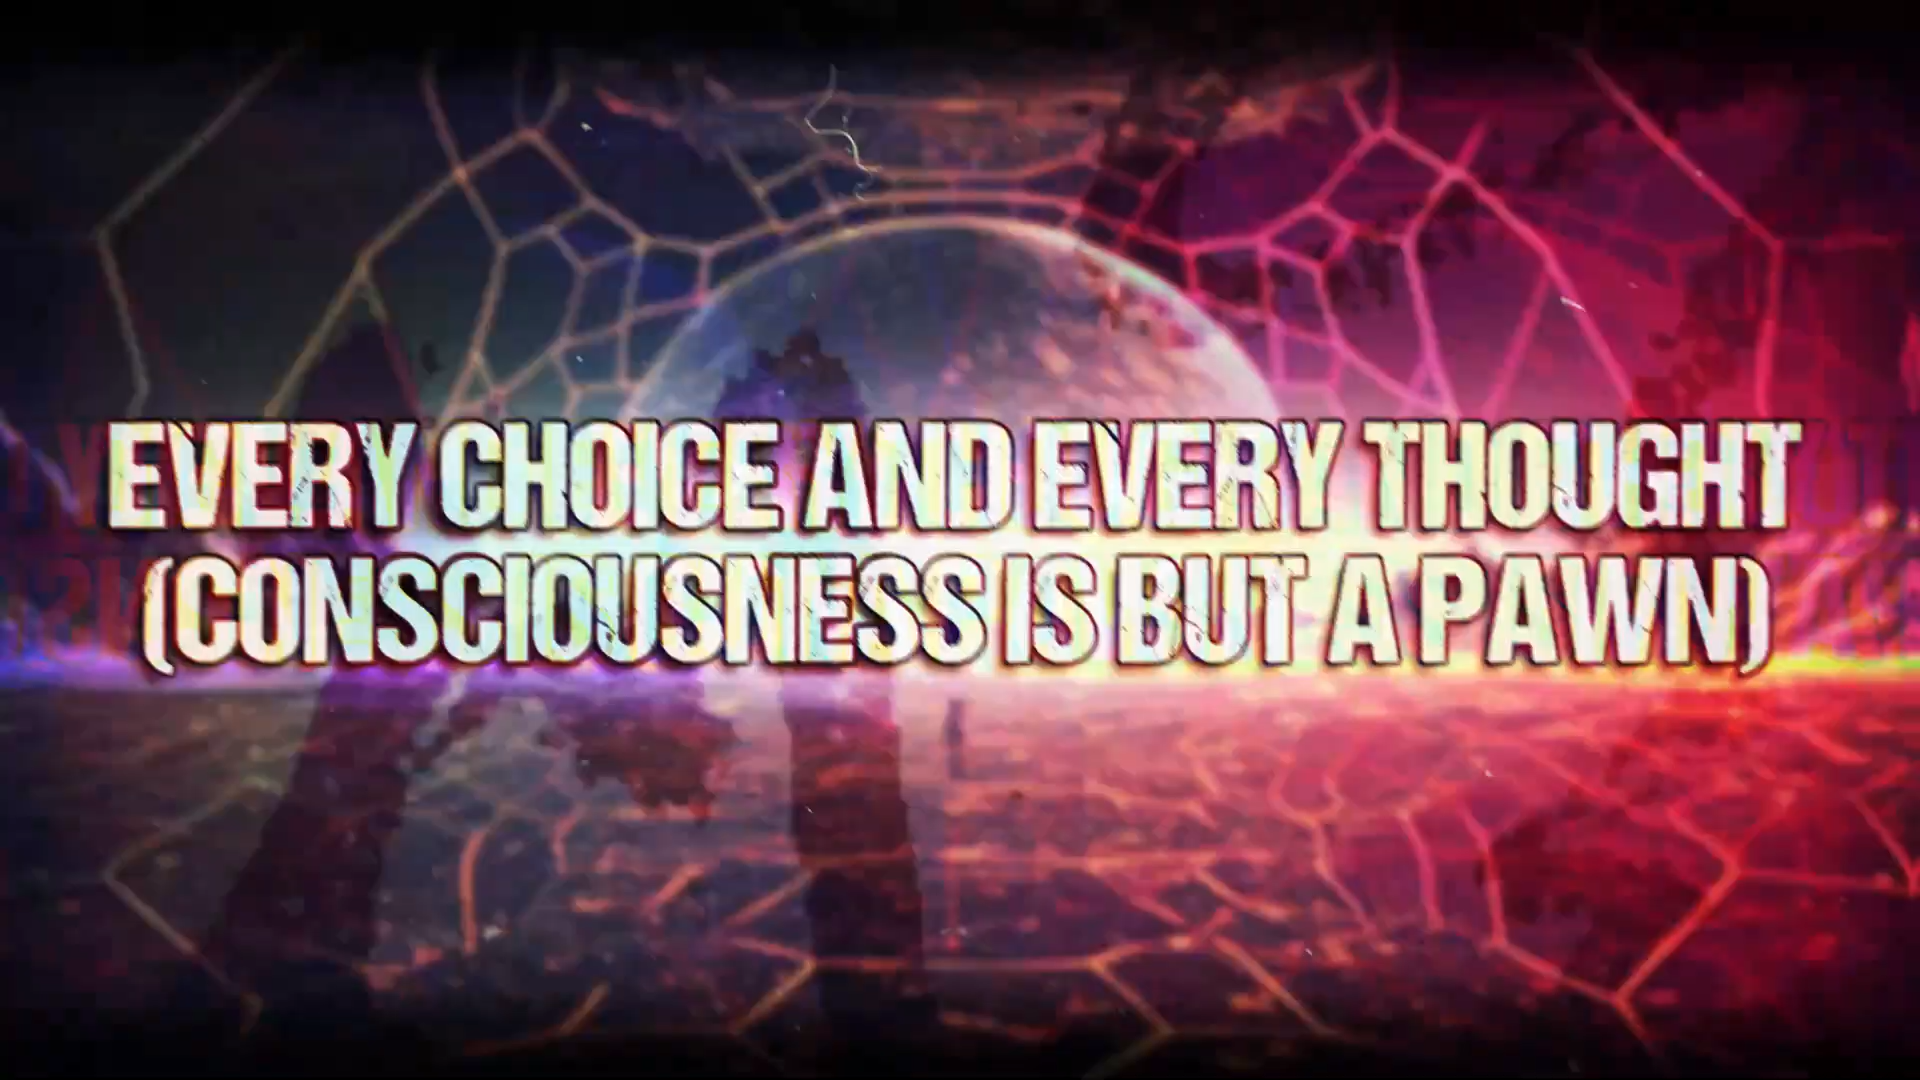 EVERY CHOICE AND EVERY THOUGHT
(CONSCIOUSNESS IS BUT A PAWN)